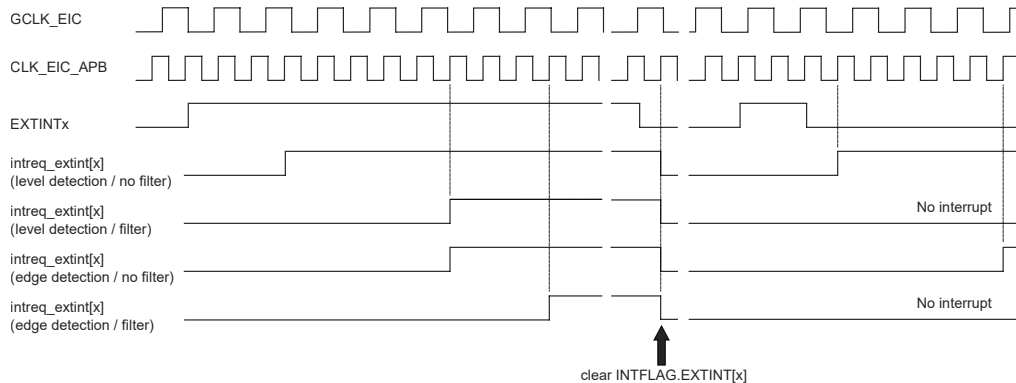 GCLK_EIC
CLK_EIC_APB
EXTINTx
intreq_extint[x]
(level detection / no filter)
intreq_extint[x]
(level detection / filter)
No interrupt
intreq_extint[x]
(edge detection / no filter)
intreq_extint[x]
(edge detection / filter)
No interrupt
clear INTFLAG.EXTINT[x]